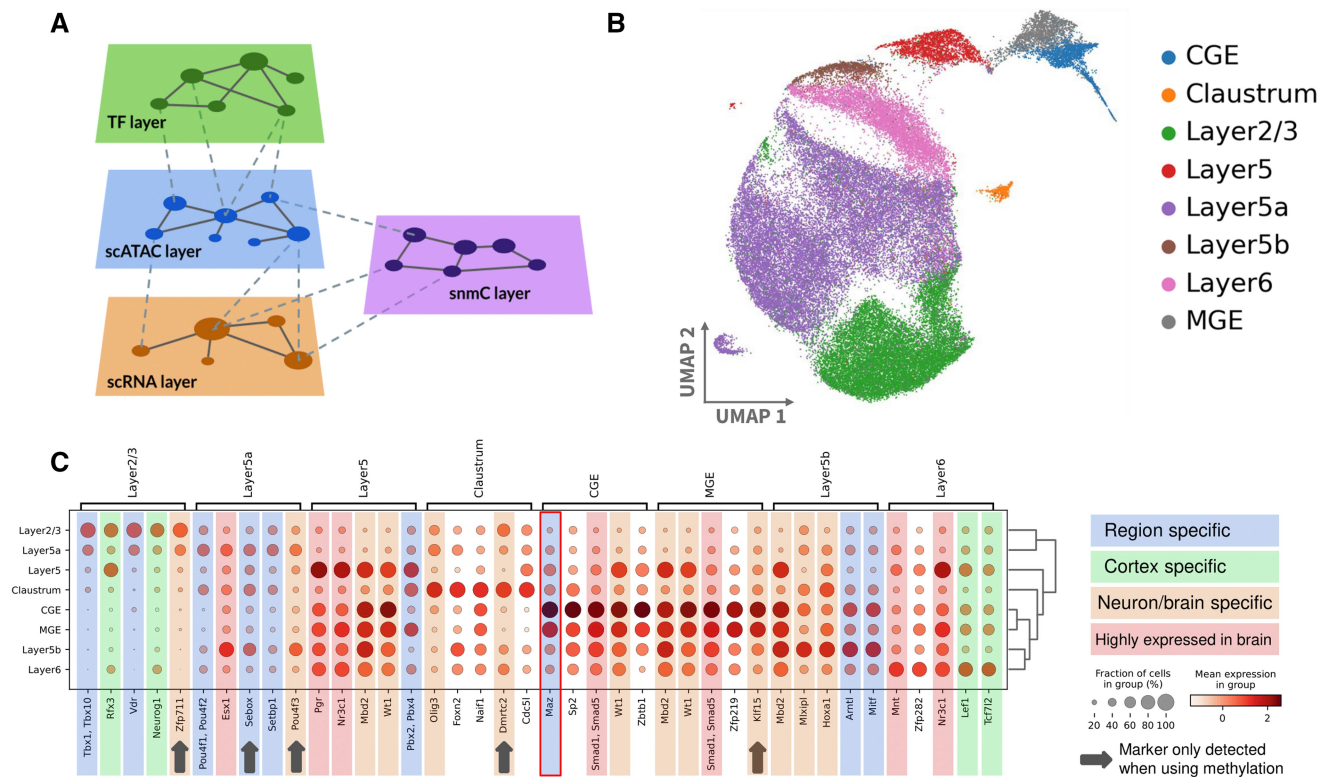 A
TF layer
scATAC layer
scRNA layer
snmC layer
B
UMAP 2
UMAP 1
CGE
Claustrum
Layer2/3
Layer5
Layer5a
Layer5b
Layer6
MGE
C
Layer2/3
Layer5a
Layer5
Claustrum
CGE
MGE
Layer5b
Layer6
Layer2/3
Layer5a
Layer5
Claustrum
CGE
MGE
Layer5b
Layer6
Tbx1, Tbx10
Rfx3
Vdr
Neurog1
Zfp711
Pou4f1, Pou4f2
Esx1
Sebox
Setbp1
Pou4f3
Pgr
Nr3c1
Mbd2
Wt1
Pbx2, Pbx4
Olig3
Foxn2
Naif1
Dmrtc2
Cdc5l
Maz
Sp2
Smad1, Smad5
Wt1
Zbtb1
Mbd2
Wt1
Smad1, Smad5
Zfp219
Klf15
Mbd2
Mlxipl
Hoxa1
Arntl
Mitf
Mnt
Zfp282
Nr3c1
Lef1
Tcf7l2
Region specific
Cortex specific
Neuron/brain specific
Highly expressed in brain
Fraction of cells
in group (%)
20 40 60 80 100
Mean expression
in group
0 2
Marker only detected
when using methylation